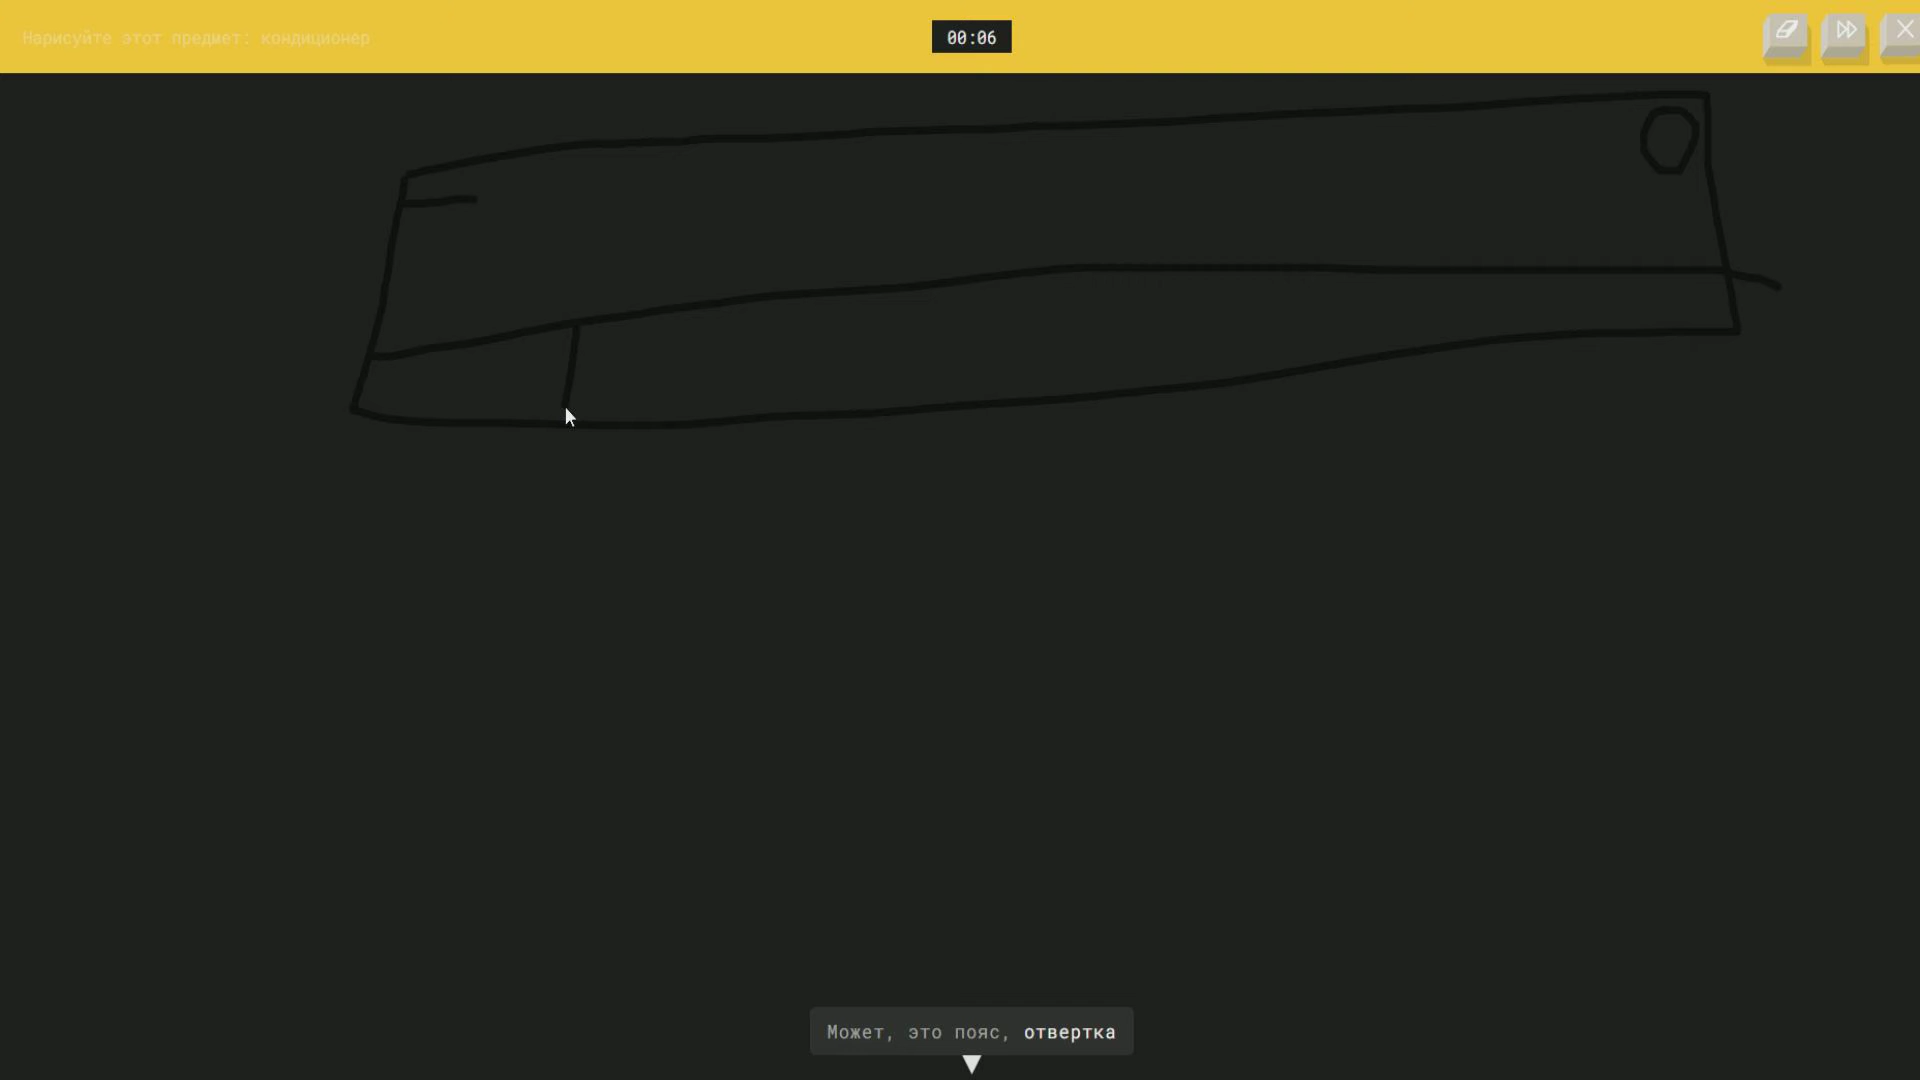 Нарисуйте этот предмет: кондиционер
00:06
Может, это пояс, отвертка